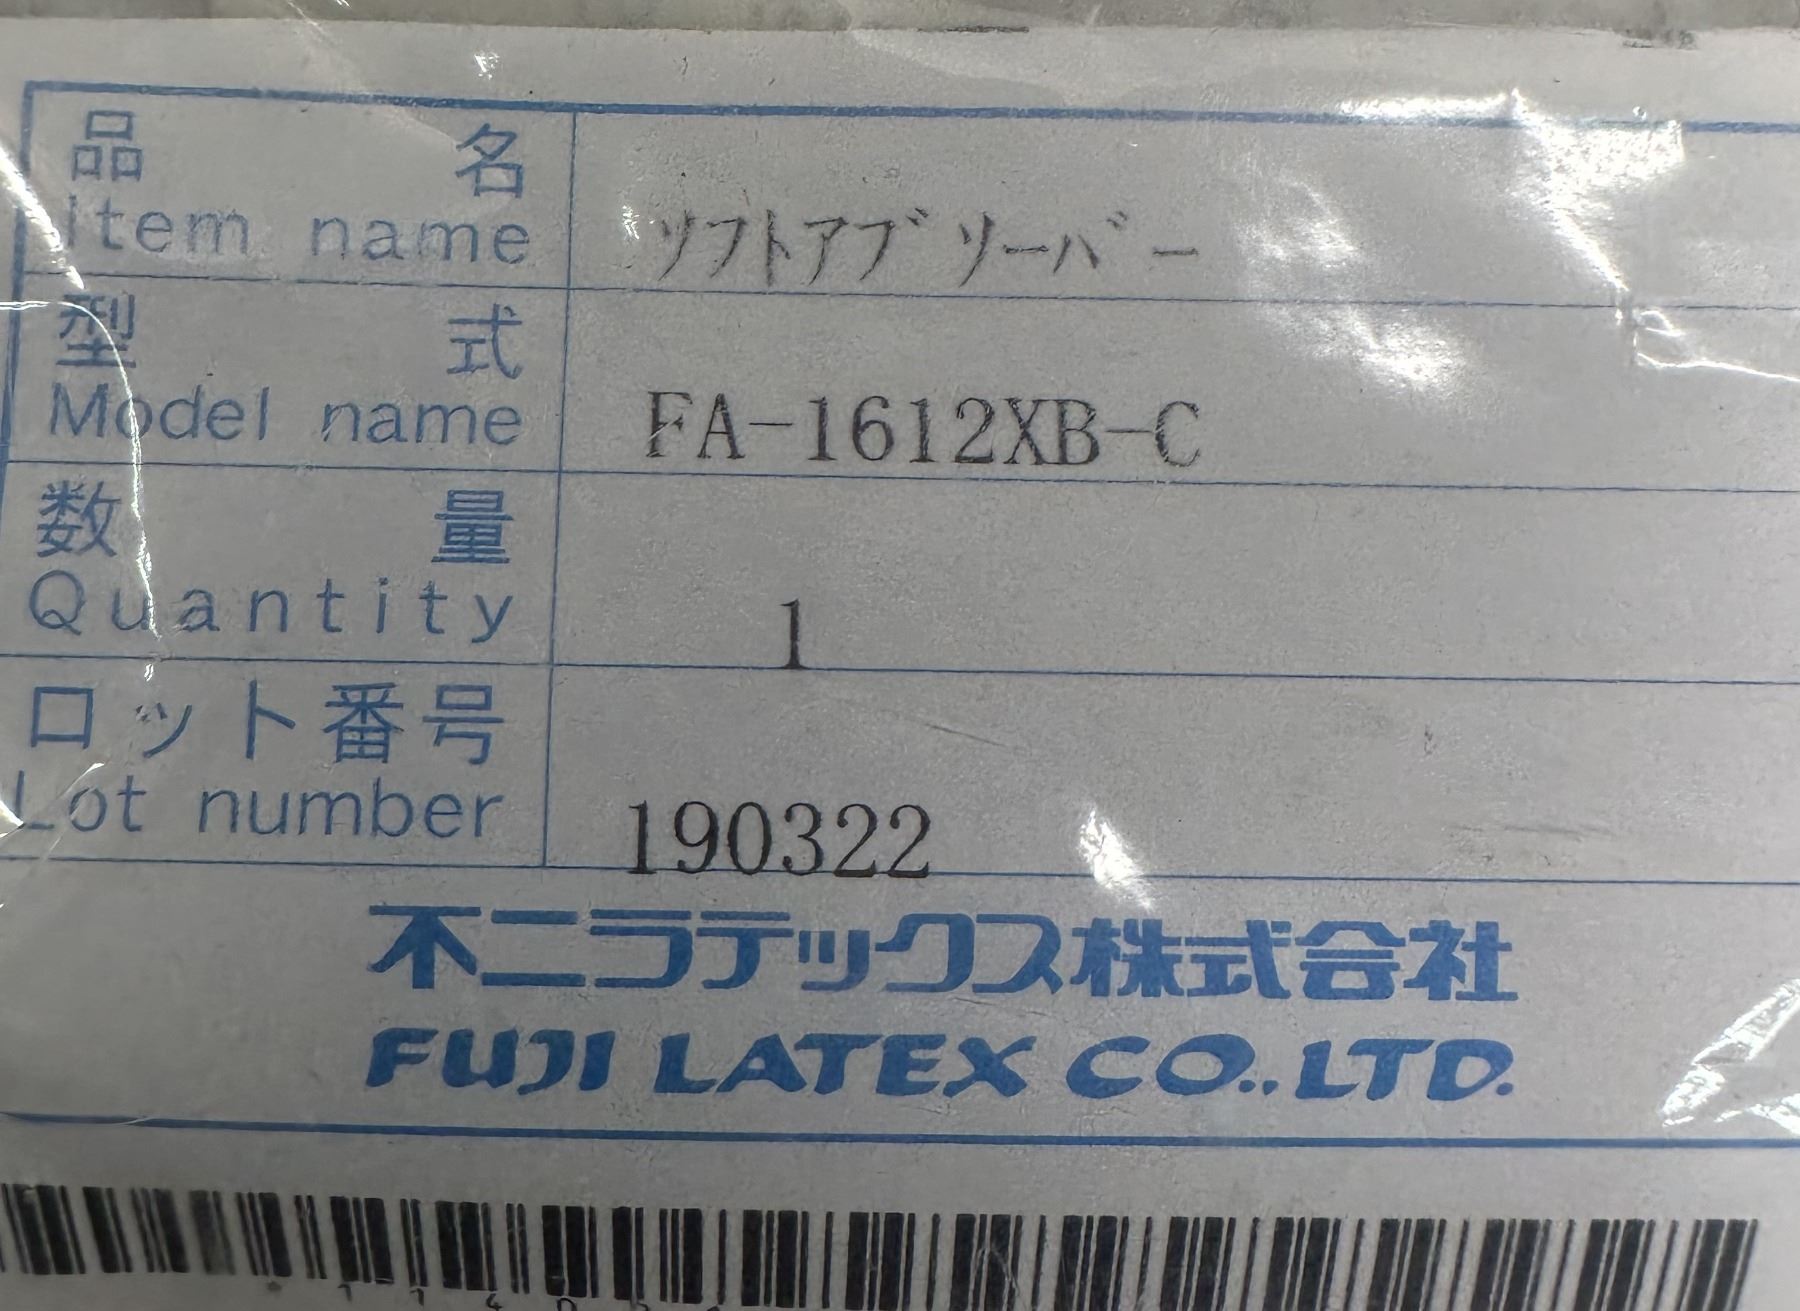 品名
Item name
ソフトアブソーバー
型式
Model name
FA-1612XB-C
数量
Quantity
1
ロット番号
Lot number
190322
不二ラテックス株式会社
FUJI LATEX CO.,LTD.